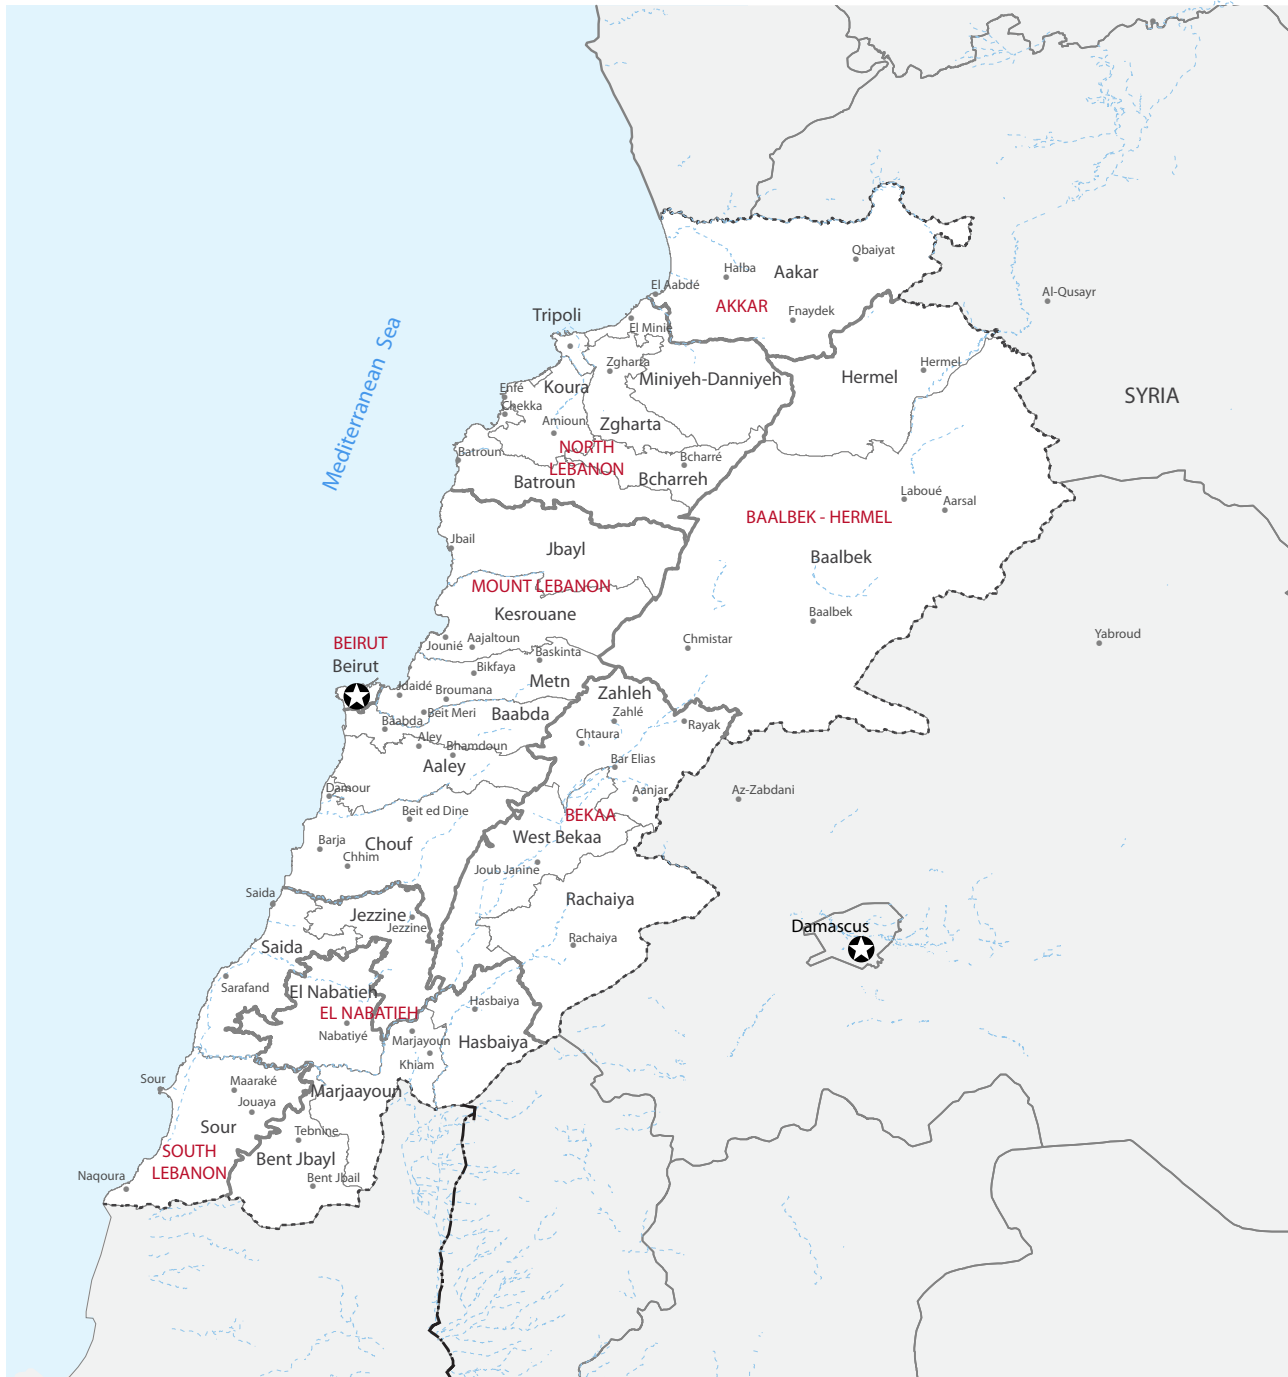 Qbaiyat
Halba
Aakar
El Aabdé
Al-Qusayr
AKKAR
Fnaydek
Tripoli
El Minié
Mediterranean Sea
Zgharta
Hermel
Miniyeh-Danniyeh
Hermel
Koura
Enfé
SYRIA
Chekka
Amioun
Zgharta
NORTH
LEBANON
Batroun
Bcharré
Batroun
Bcharreh
Laboué
Aarsal
BAALBEK - HERMEL
Jbail
Jbayl
Baalbek
MOUNT LEBANON
Kesrouane
Baalbek
Yabroud
BEIRUT
Beirut
Jounié
Aajaltoun
Chmistar
Baskinta
Bikfaya
Metn
Jdaidé
Broumana
Zahleh
Beit Meri
Baabda
Zahlé
Baabda
Rayak
Chtaura
Aley
Bhamdoun
Aaley
Bar Elias
Damour
Aanjar
Az-Zabdani
Beit ed Dine
BEKAA
Barja
Chouf
West Bekaa
Chhim
Joub Janine
Saida
Rachaiya
Jezzine
Jezzine
Damascus
Saida
Rachaiya
Sarafand
El Nabatieh
Hasbaiya
EL NABATIEH
Nabatiyé
Marjayoun
Hasbaiya
Khiam
Sour
Maaraké
Marjaayoun
Jouaya
Sour
Tebnine
SOUTH
LEBANON
Bent Jbayl
Naqoura
Bent Jbail